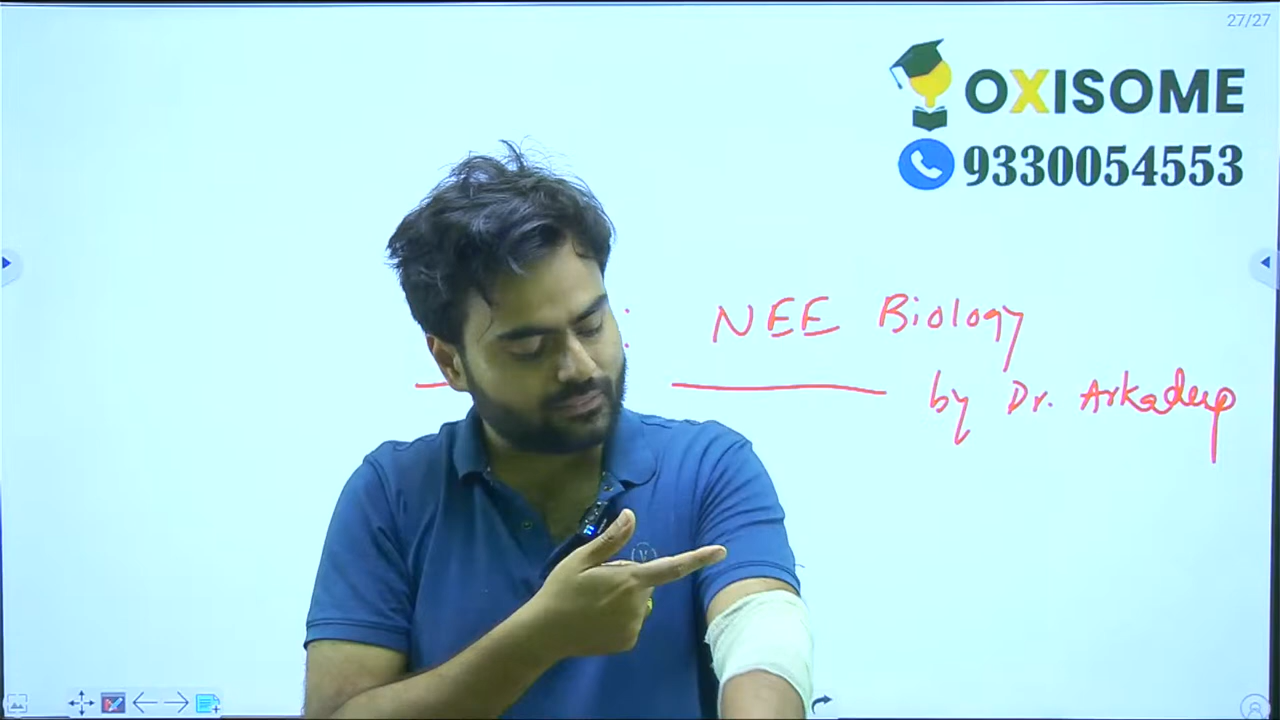 27/27
OXISOME
9330054553
: NEE Biology
by Dr. Arkadeep